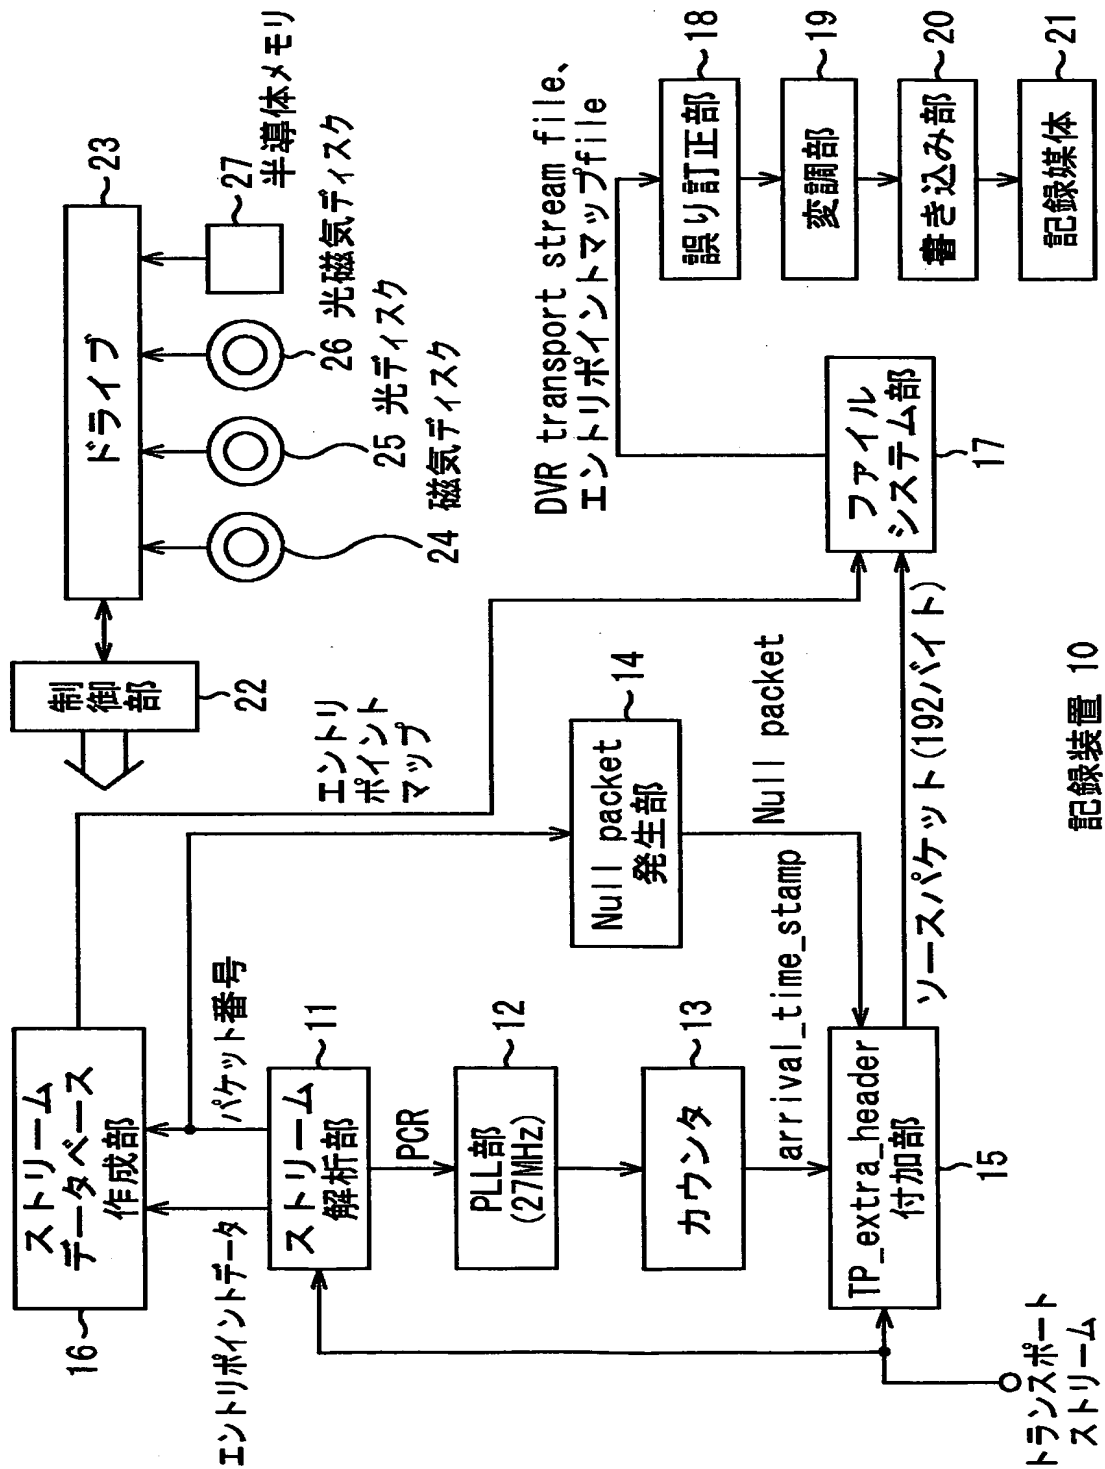 制御部
22
ドライブ
23
24 磁気ディスク
25 光ディスク
26 光磁気ディスク
27
半導体メモリ
16
ストリーム
データベース
作成部
エントリポイントデータ
パケット番号
エントリ
ポイント
マップ
ストリーム
解析部
11
PCR
PLL部
(27MHz)
12
カウンタ
13
arrival_time_stamp
Null packet
発生部
14
Null packet
TP_extra_header
付加部
15
トランスポート
ストリーム
ソースパケット(192バイト)
ファイル
システム部
17
DVR transport stream file、
エントリポイントマップfile
誤り訂正部
18
変調部
19
書き込み部
20
記録媒体
21
記録装置 10